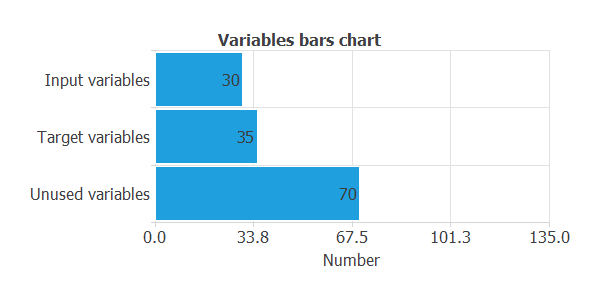 Variables bars chart
Input variables 30
Target variables 35
Unused variables 70
0.0 33.8 67.5 101.3 135.0
Number